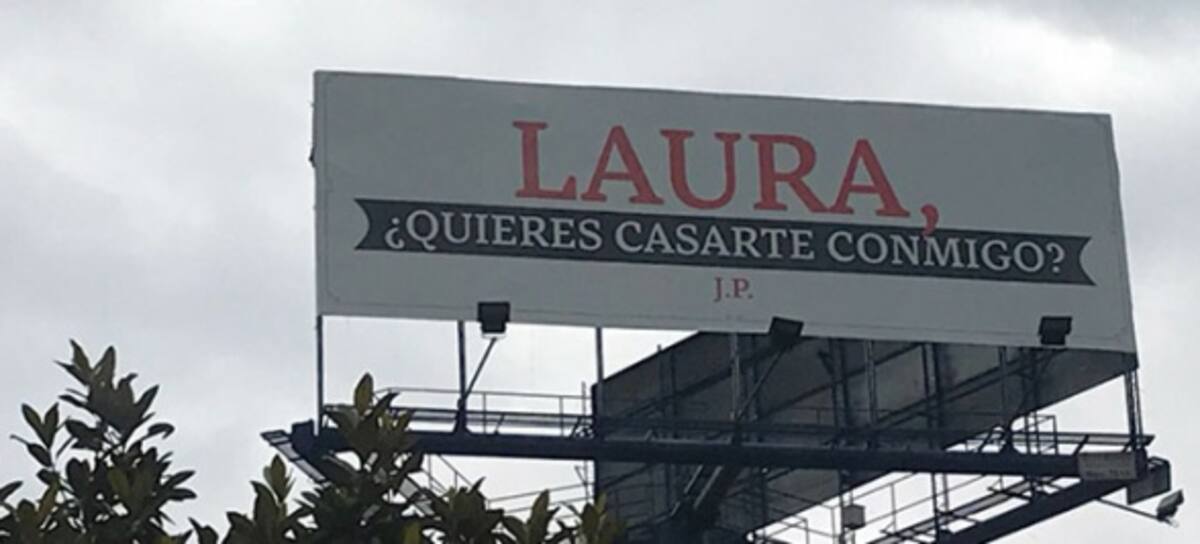 LAURA,
¿QUIERES CASARTE CONMIGO?
J.P.